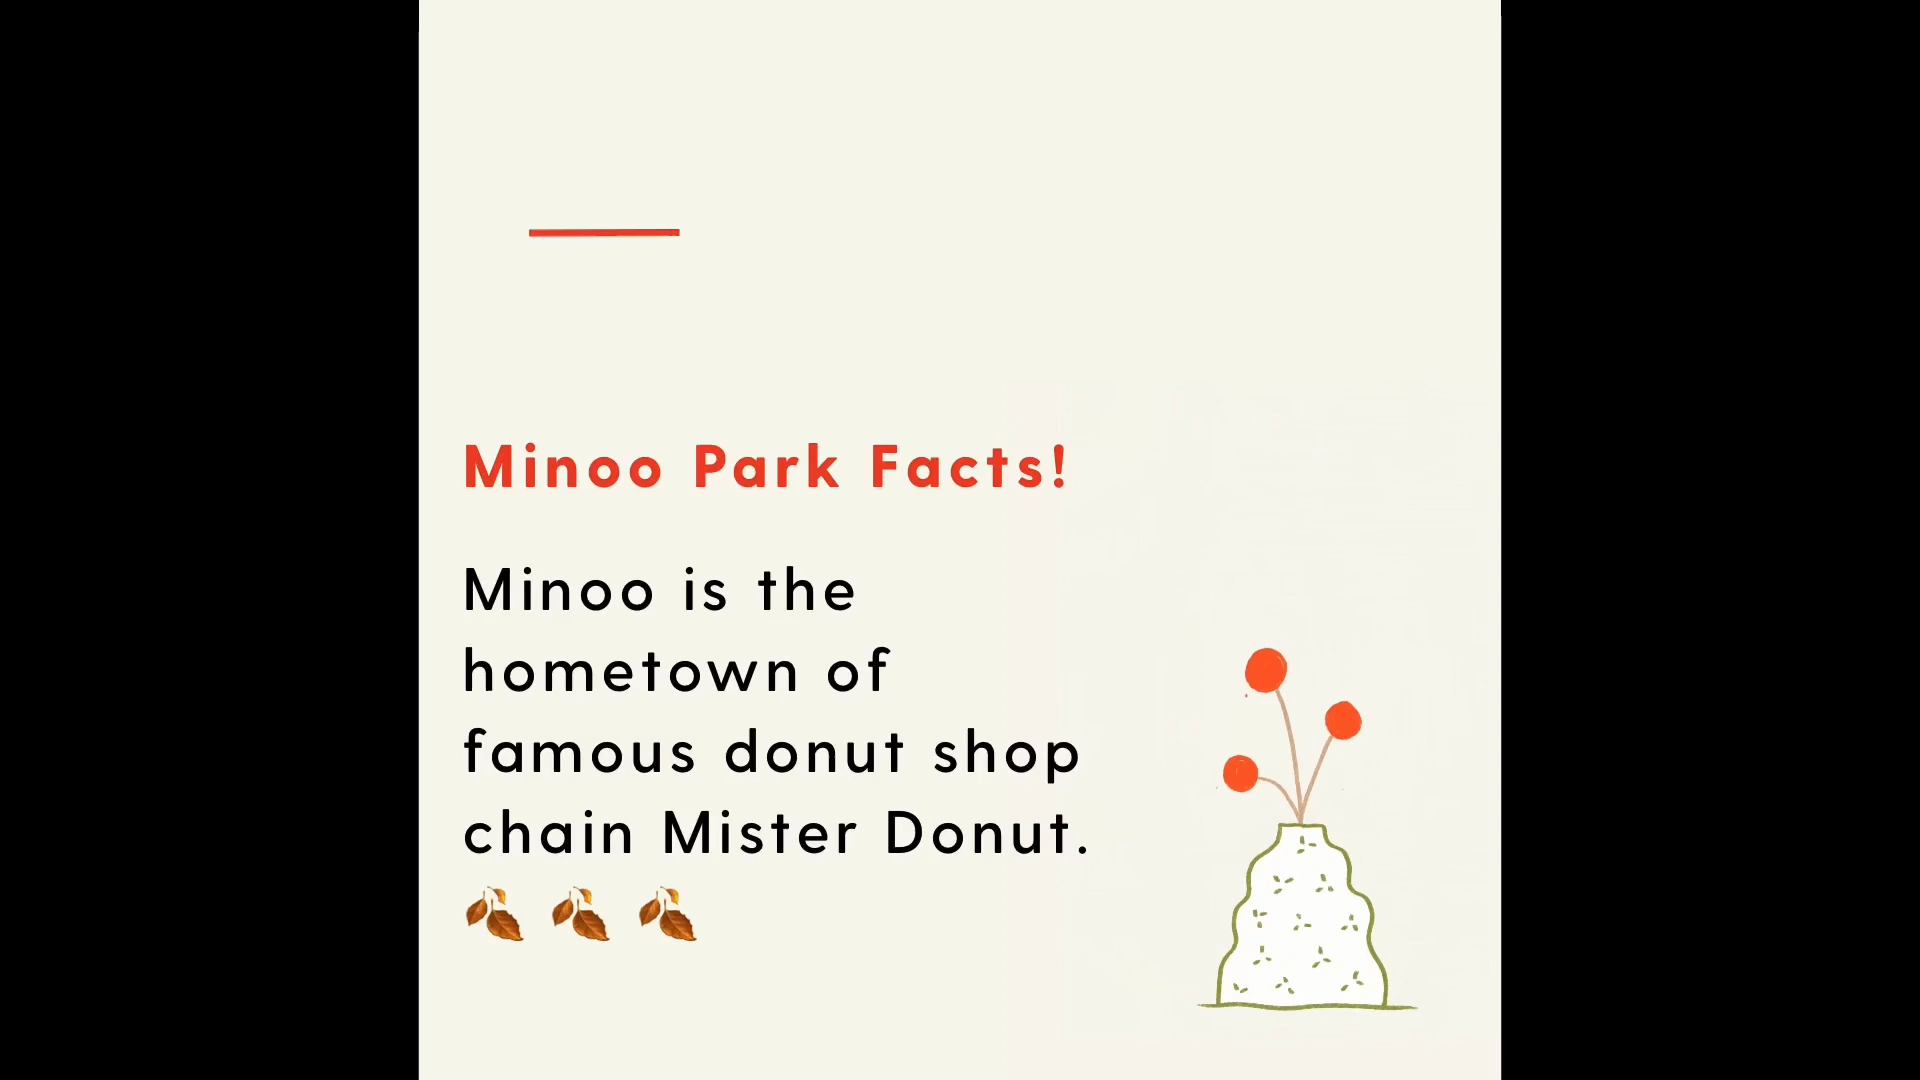 Minoo Park Facts!
Minoo is the
hometown of
famous donut shop
chain Mister Donut.
🍂 🍂 🍂